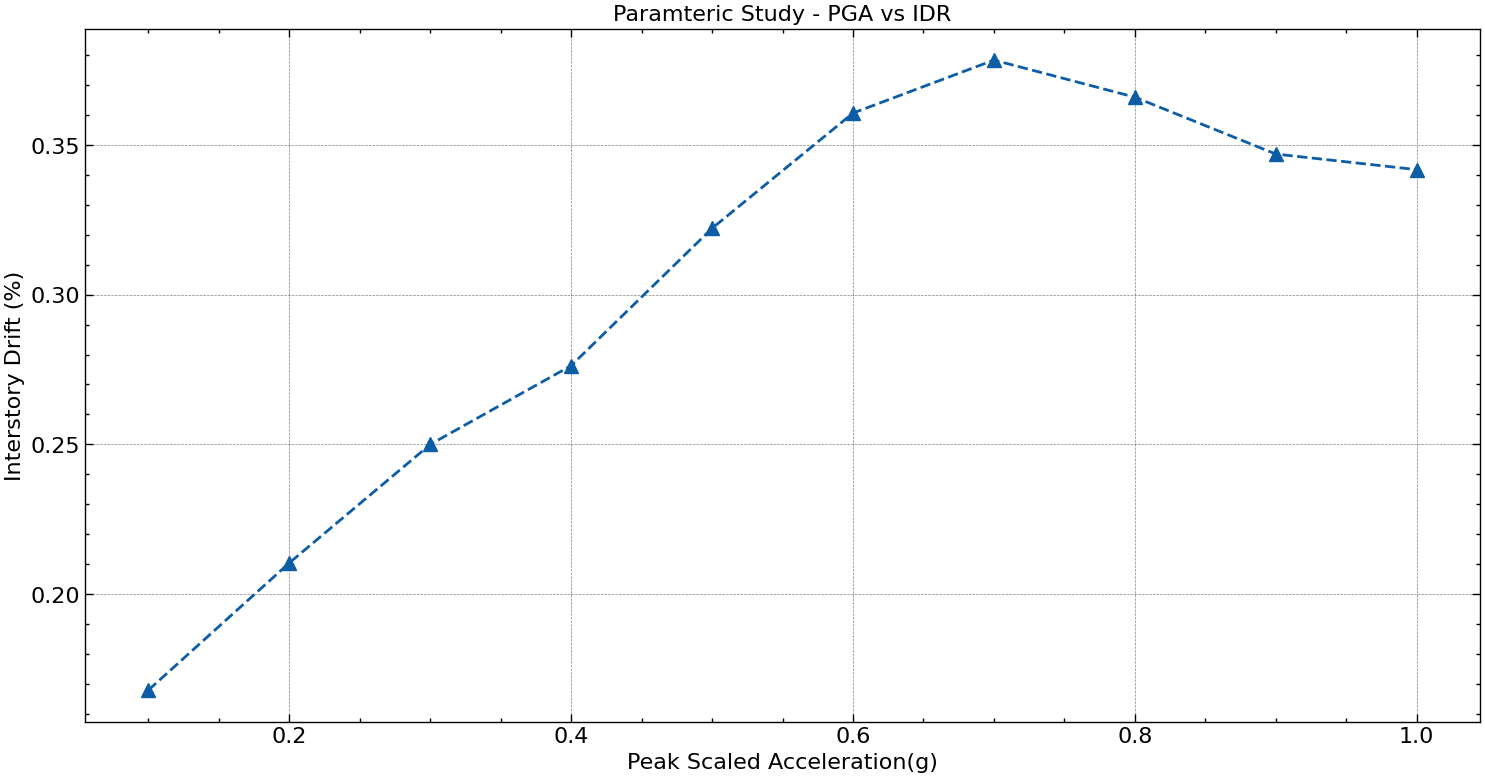 Paramteric Study - PGA vs IDR
Interstory Drift (%)
0.35
0.30
0.25
0.20
0.2 0.4 0.6 0.8 1.0
Peak Scaled Acceleration(g)